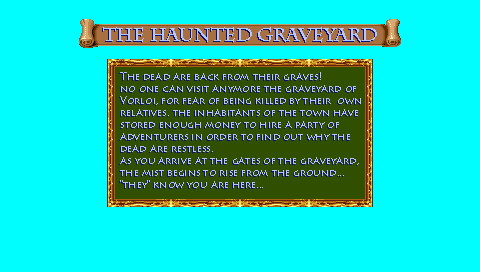 THE HAUNTED GRAVEYARD
THE DEAD ARE BACK FROM THEIR GRAVES!
NO ONE CAN VISIT ANYMORE THE GRAVEYARD OF
VORLOI, FOR FEAR OF BEING KILLED BY THEIR OWN
RELATIVES. THE INHABITANTS OF THE TOWN HAVE
STORED ENOUGH MONEY TO HIRE A PARTY OF
ADVENTURERS IN ORDER TO FIND OUT WHY THE
DEAD ARE RESTLESS.
AS YOU ARRIVE AT THE GATES OF THE GRAVEYARD,
THE MIST BEGINS TO RISE FROM THE GROUND...
"THEY" KNOW YOU ARE HERE...